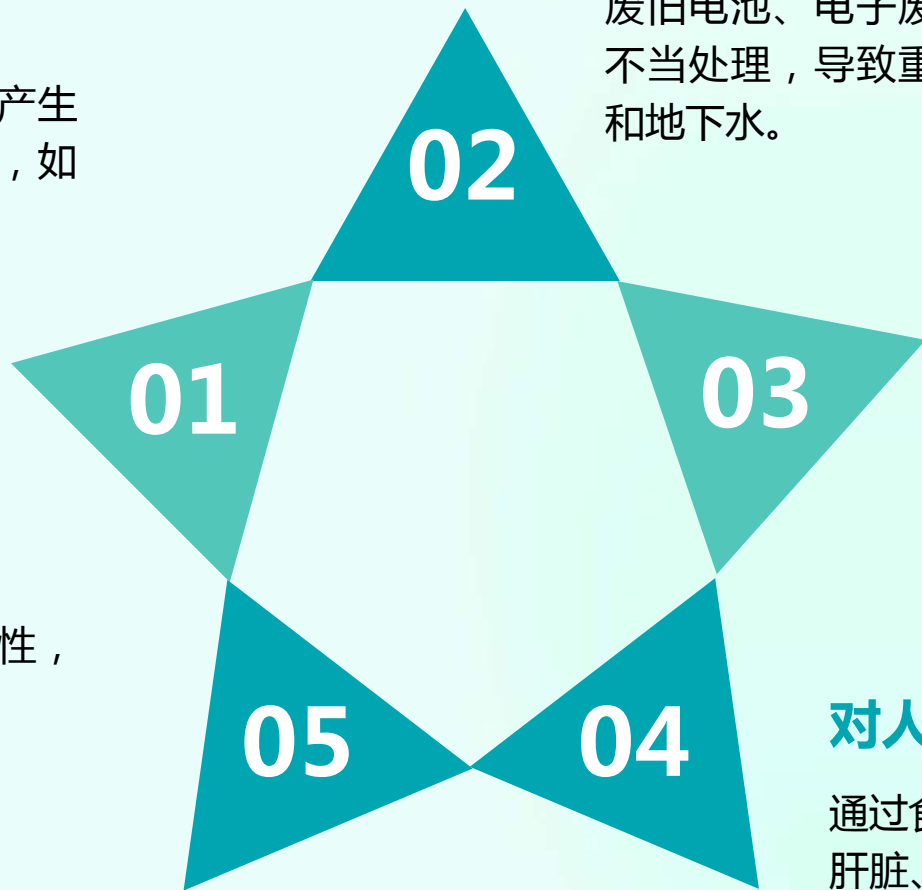 废旧电池、电子废
不当处理，导致重
和地下水。
产生
，如
02
01
03
性，
05
04
对人
通过食
肝脏、